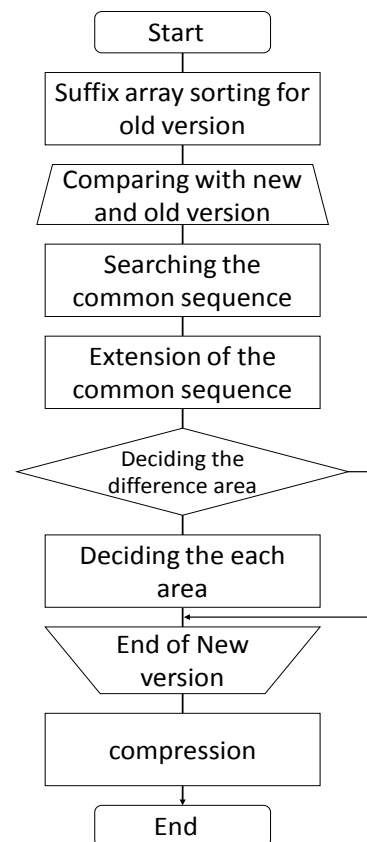 Start
Suffix array sorting for
old version
Comparing with new
and old version
Searching the
common sequence
Extension of the
common sequence
Deciding the
difference area
Deciding the each
area
End of New
version
compression
End